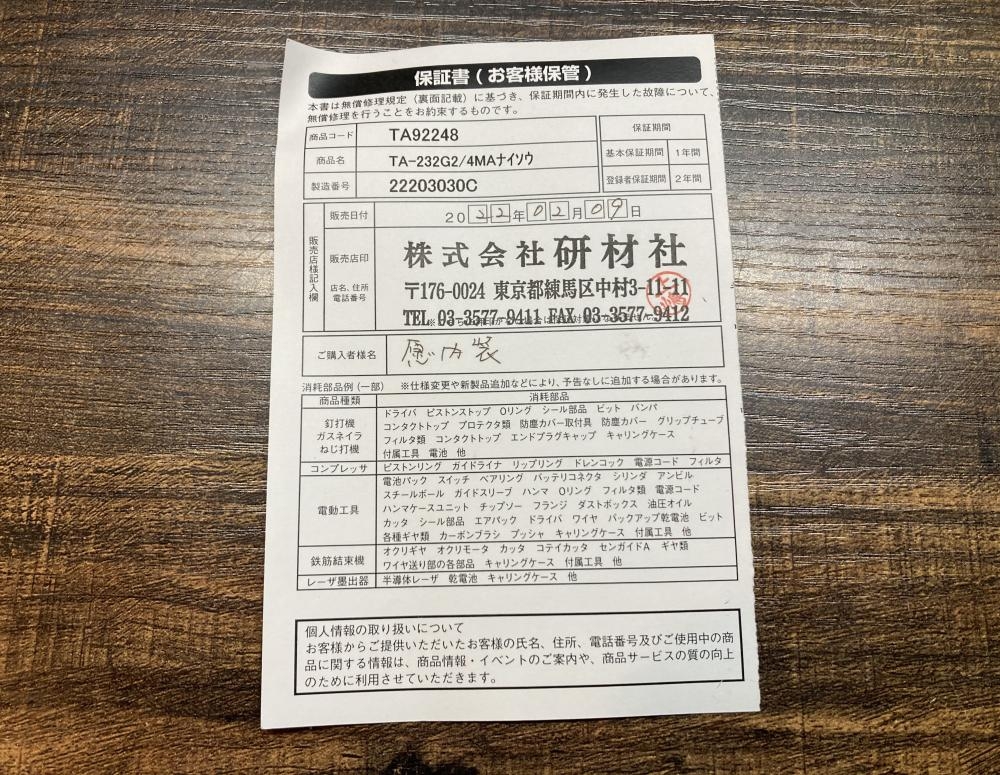 保証書（お客様保管）
本書は無償修理規定（裏面記載）に基づき、保証期間内に発生した故障について、
無償修理を行うことをお約束するものです。
商品コード TA92248
商品名 TA-232G2/4MAナイソウ
製造番号 22203030C
保証期間
基本保証期間 1年間
登録者保証期間 2年間
販売店様記入欄
販売日付 2022年02月09日
販売店印
店名、住所
電話番号
株式会社研材社
〒176-0024 東京都練馬区中村3-11-11
TEL 03-3577-9411 FAX 03-3577-9412
ご購入者様名 内装
消耗部品例（一部） ※仕様変更や新製品追加などにより、予告なしに追加する場合があります。
商品種類 消耗部品
釘打機
ガスネイラ
ねじ打機
ドライバ ピストンストップ Oリング シール部品 ビット バンパ
コンタクトトップ プロテクタ類 防塵カバー取付具 防塵カバー グリップチューブ
フィルタ類 コンタクトトップ エンドプラグキャップ キャリングケース
付属工具 電池 他
コンプレッサ ピストンリング ガイドライナ リップリング ドレンコック 電源コード フィルタ
電動工具
電池パック スイッチ ベアリング バッテリコネクタ シリンダ アンビル
スチールボール ガイドスリーブ ハンマ Oリング フィルタ類 電源コード
ハンマケースユニット チップソー フランジ ダストボックス 油圧オイル
カッタ シール部品 エアパック ドライバ ワイヤ バックアップ乾電池 ビット
各種ギヤ類 カーボンブラシ プッシャ キャリングケース 付属工具 他
鉄筋結束機
オクリギヤ オクリモータ カッタ コテイカッタ センガイドA ギヤ類
ワイヤ送り部の各部品 キャリングケース 付属工具 他
レーザ墨出器 半導体レーザ 乾電池 キャリングケース 他
個人情報の取り扱いについて
お客様からご提供いただいたお客様の氏名、住所、電話番号及びご使用中の商
品に関する情報は、商品情報・イベントのご案内や、商品サービスの質の向上
のために利用させていただきます。